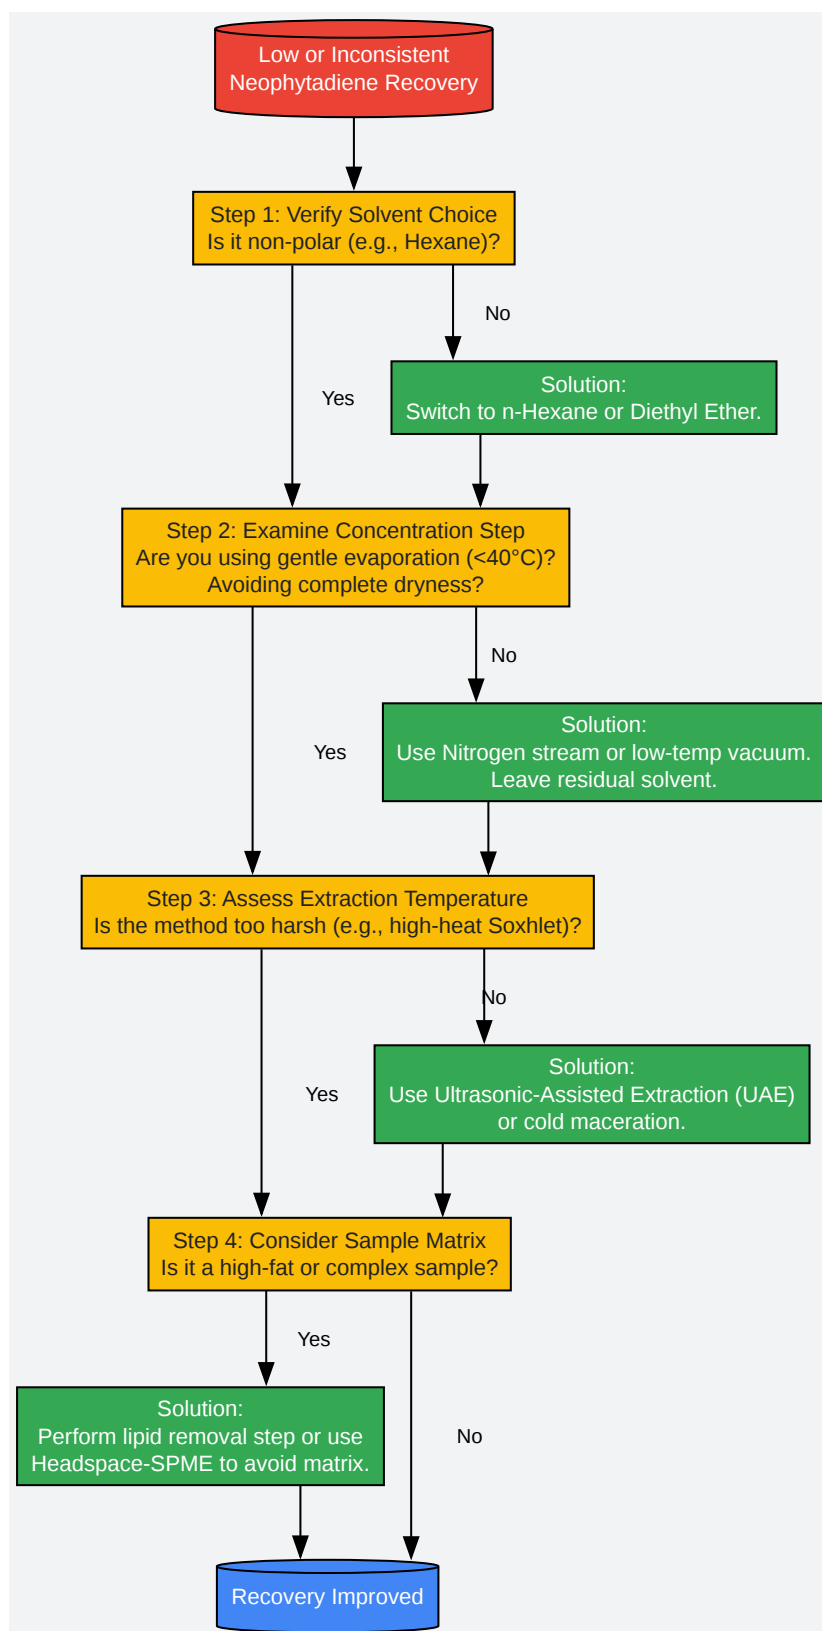 Low or Inconsistent
Neophytadiene Recovery
Step 1: Verify Solvent Choice
Is it non-polar (e.g., Hexane)?
No
Yes
Solution:
Switch to n-Hexane or Diethyl Ether.
Step 2: Examine Concentration Step
Are you using gentle evaporation (<40°C)?
Avoiding complete dryness?
No
Yes
Solution:
Use Nitrogen stream or low-temp vacuum.
Leave residual solvent.
Step 3: Assess Extraction Temperature
Is the method too harsh (e.g., high-heat Soxhlet)?
No
Yes
Solution:
Use Ultrasonic-Assisted Extraction (UAE)
or cold maceration.
Step 4: Consider Sample Matrix
Is it a high-fat or complex sample?
Yes
No
Solution:
Perform lipid removal step or use
Headspace-SPME to avoid matrix.
Recovery Improved